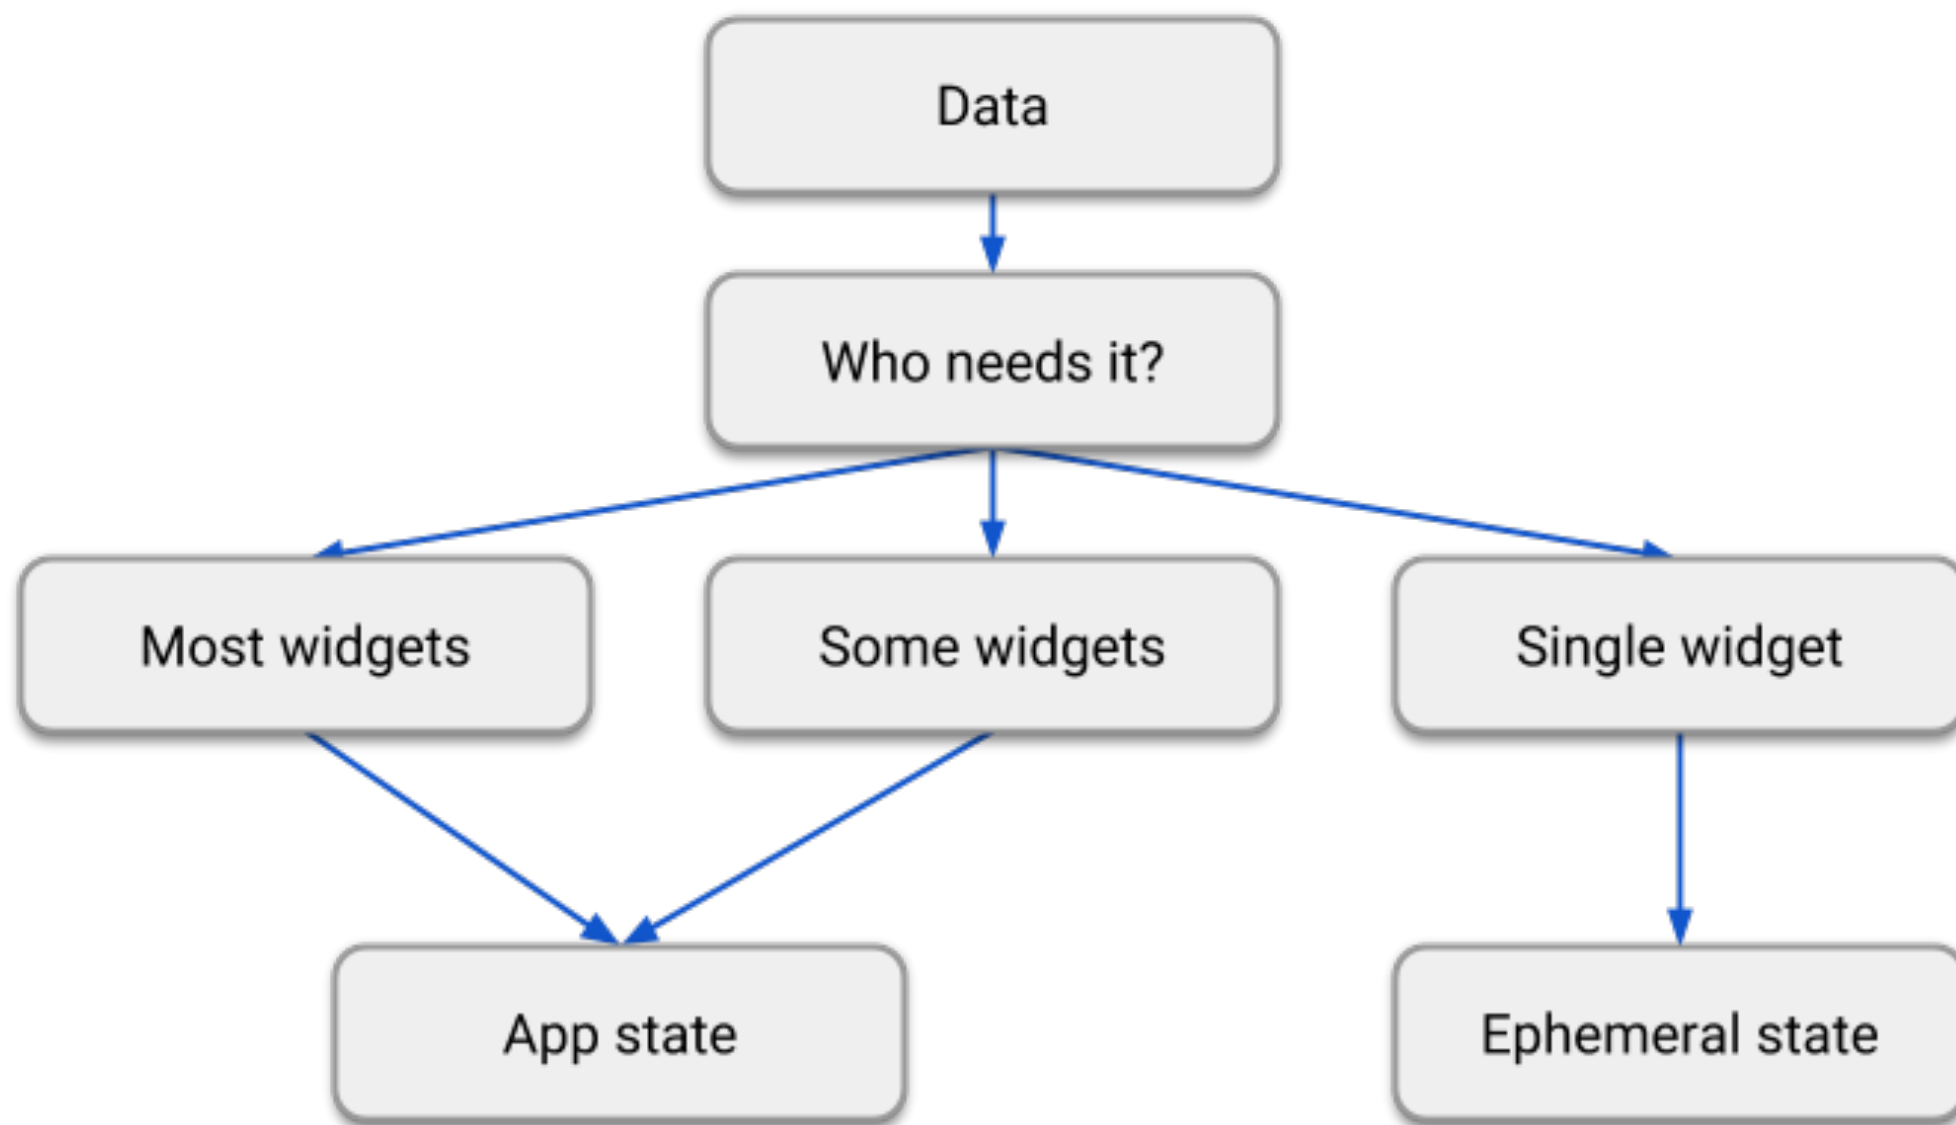 Data
Who needs it?
Most widgets
Some widgets
Single widget
App state
Ephemeral state